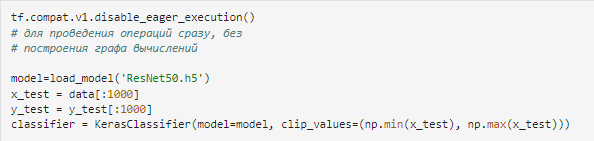 tf.compat.v1.disable_eager_execution()
# для проведения операций сразу, без
# построения графа вычислений
model=load_model('ResNet50.h5')
x_test = data[:1000]
y_test = y_test[:1000]
classifier = KerasClassifier(model=model, clip_values=(np.min(x_test), np.max(x_test)))